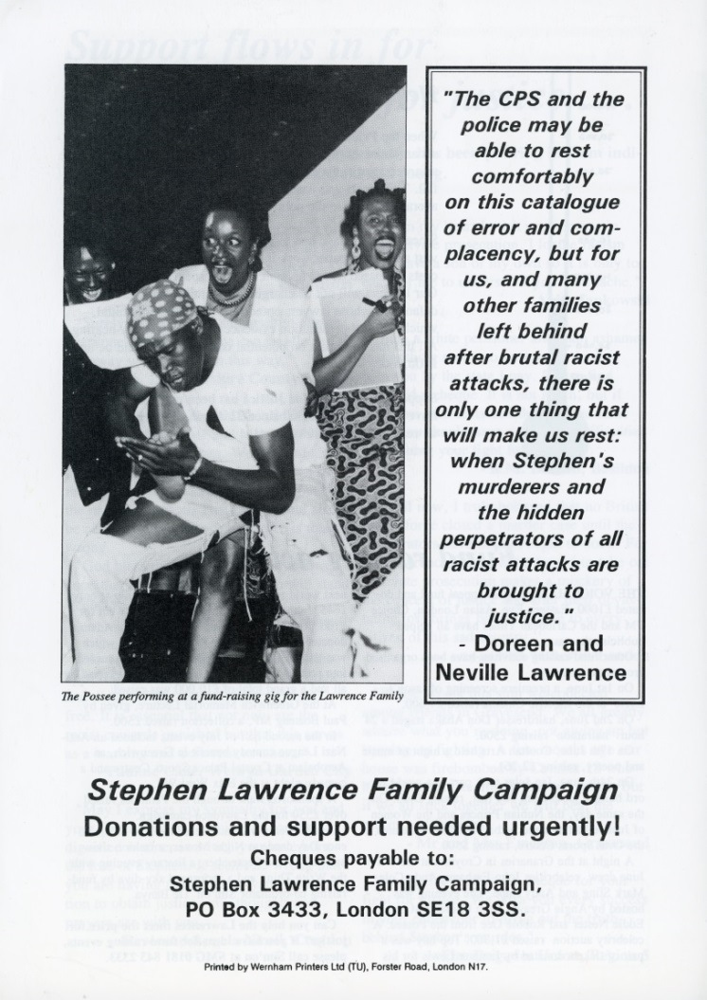 "The CPS and the
police may be
able to rest
comfortably
on this catalogue
of error and com-
placency, but for
us, and many
other families
left behind
after brutal racist
attacks, there is
only one thing that
will make us rest:
when Stephen's
murderers and
the hidden
perpetrators of all
racist attacks are
brought to
justice."
- Doreen and
Neville Lawrence
The Possee performing at a fund-raising gig for the Lawrence Family
Stephen Lawrence Family Campaign
Donations and support needed urgently!
Cheques payable to:
Stephen Lawrence Family Campaign,
PO Box 3433, London SE18 3SS.
Printed by Wernham Printers Ltd (TU), Forster Road, London N17.